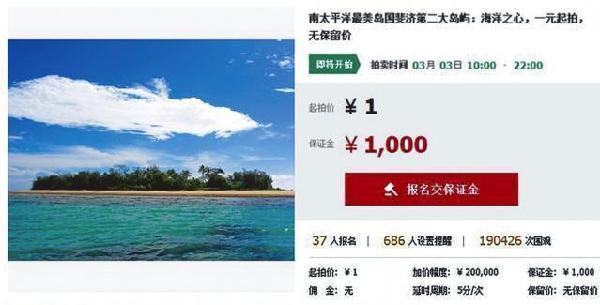 南太平洋最美岛国斐济第二大岛屿：海洋之心，一元起拍，
无保留价
即将开始 拍卖时间 03月 03日 10:00 - 22:00
起拍价 ¥ 1
保证金 ¥ 1,000
报名交保证金
37 人报名 | 686 人设置提醒 | 190426 次围观
起拍价：¥ 1 加价幅度：¥ 200,000 保证金：¥ 1,000
佣 金：无 延时周期：5分/次 保留价：无保留价